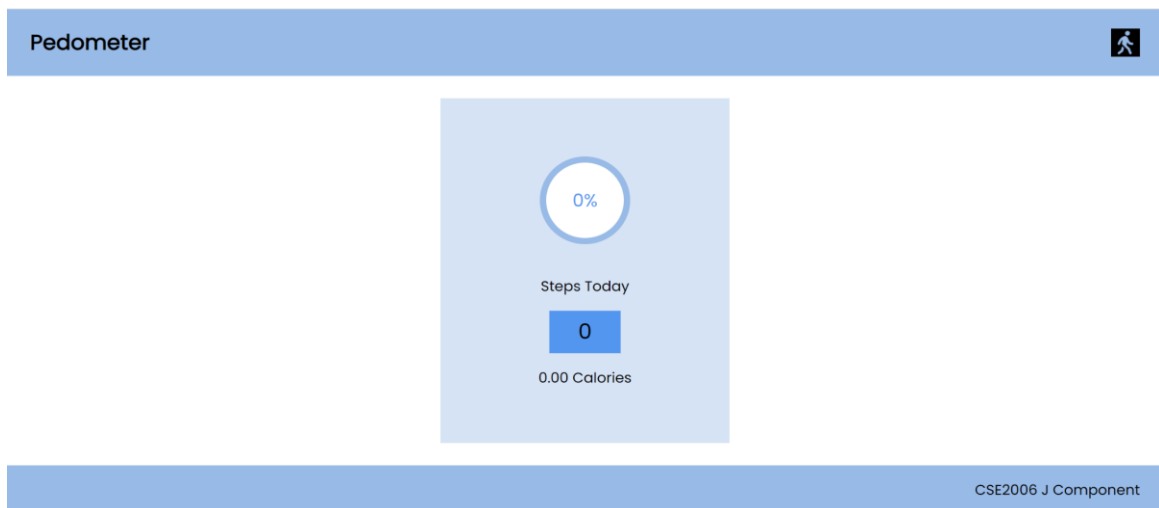 Pedometer
0%
Steps Today
0
0.00 Calories
CSE2006 J Component